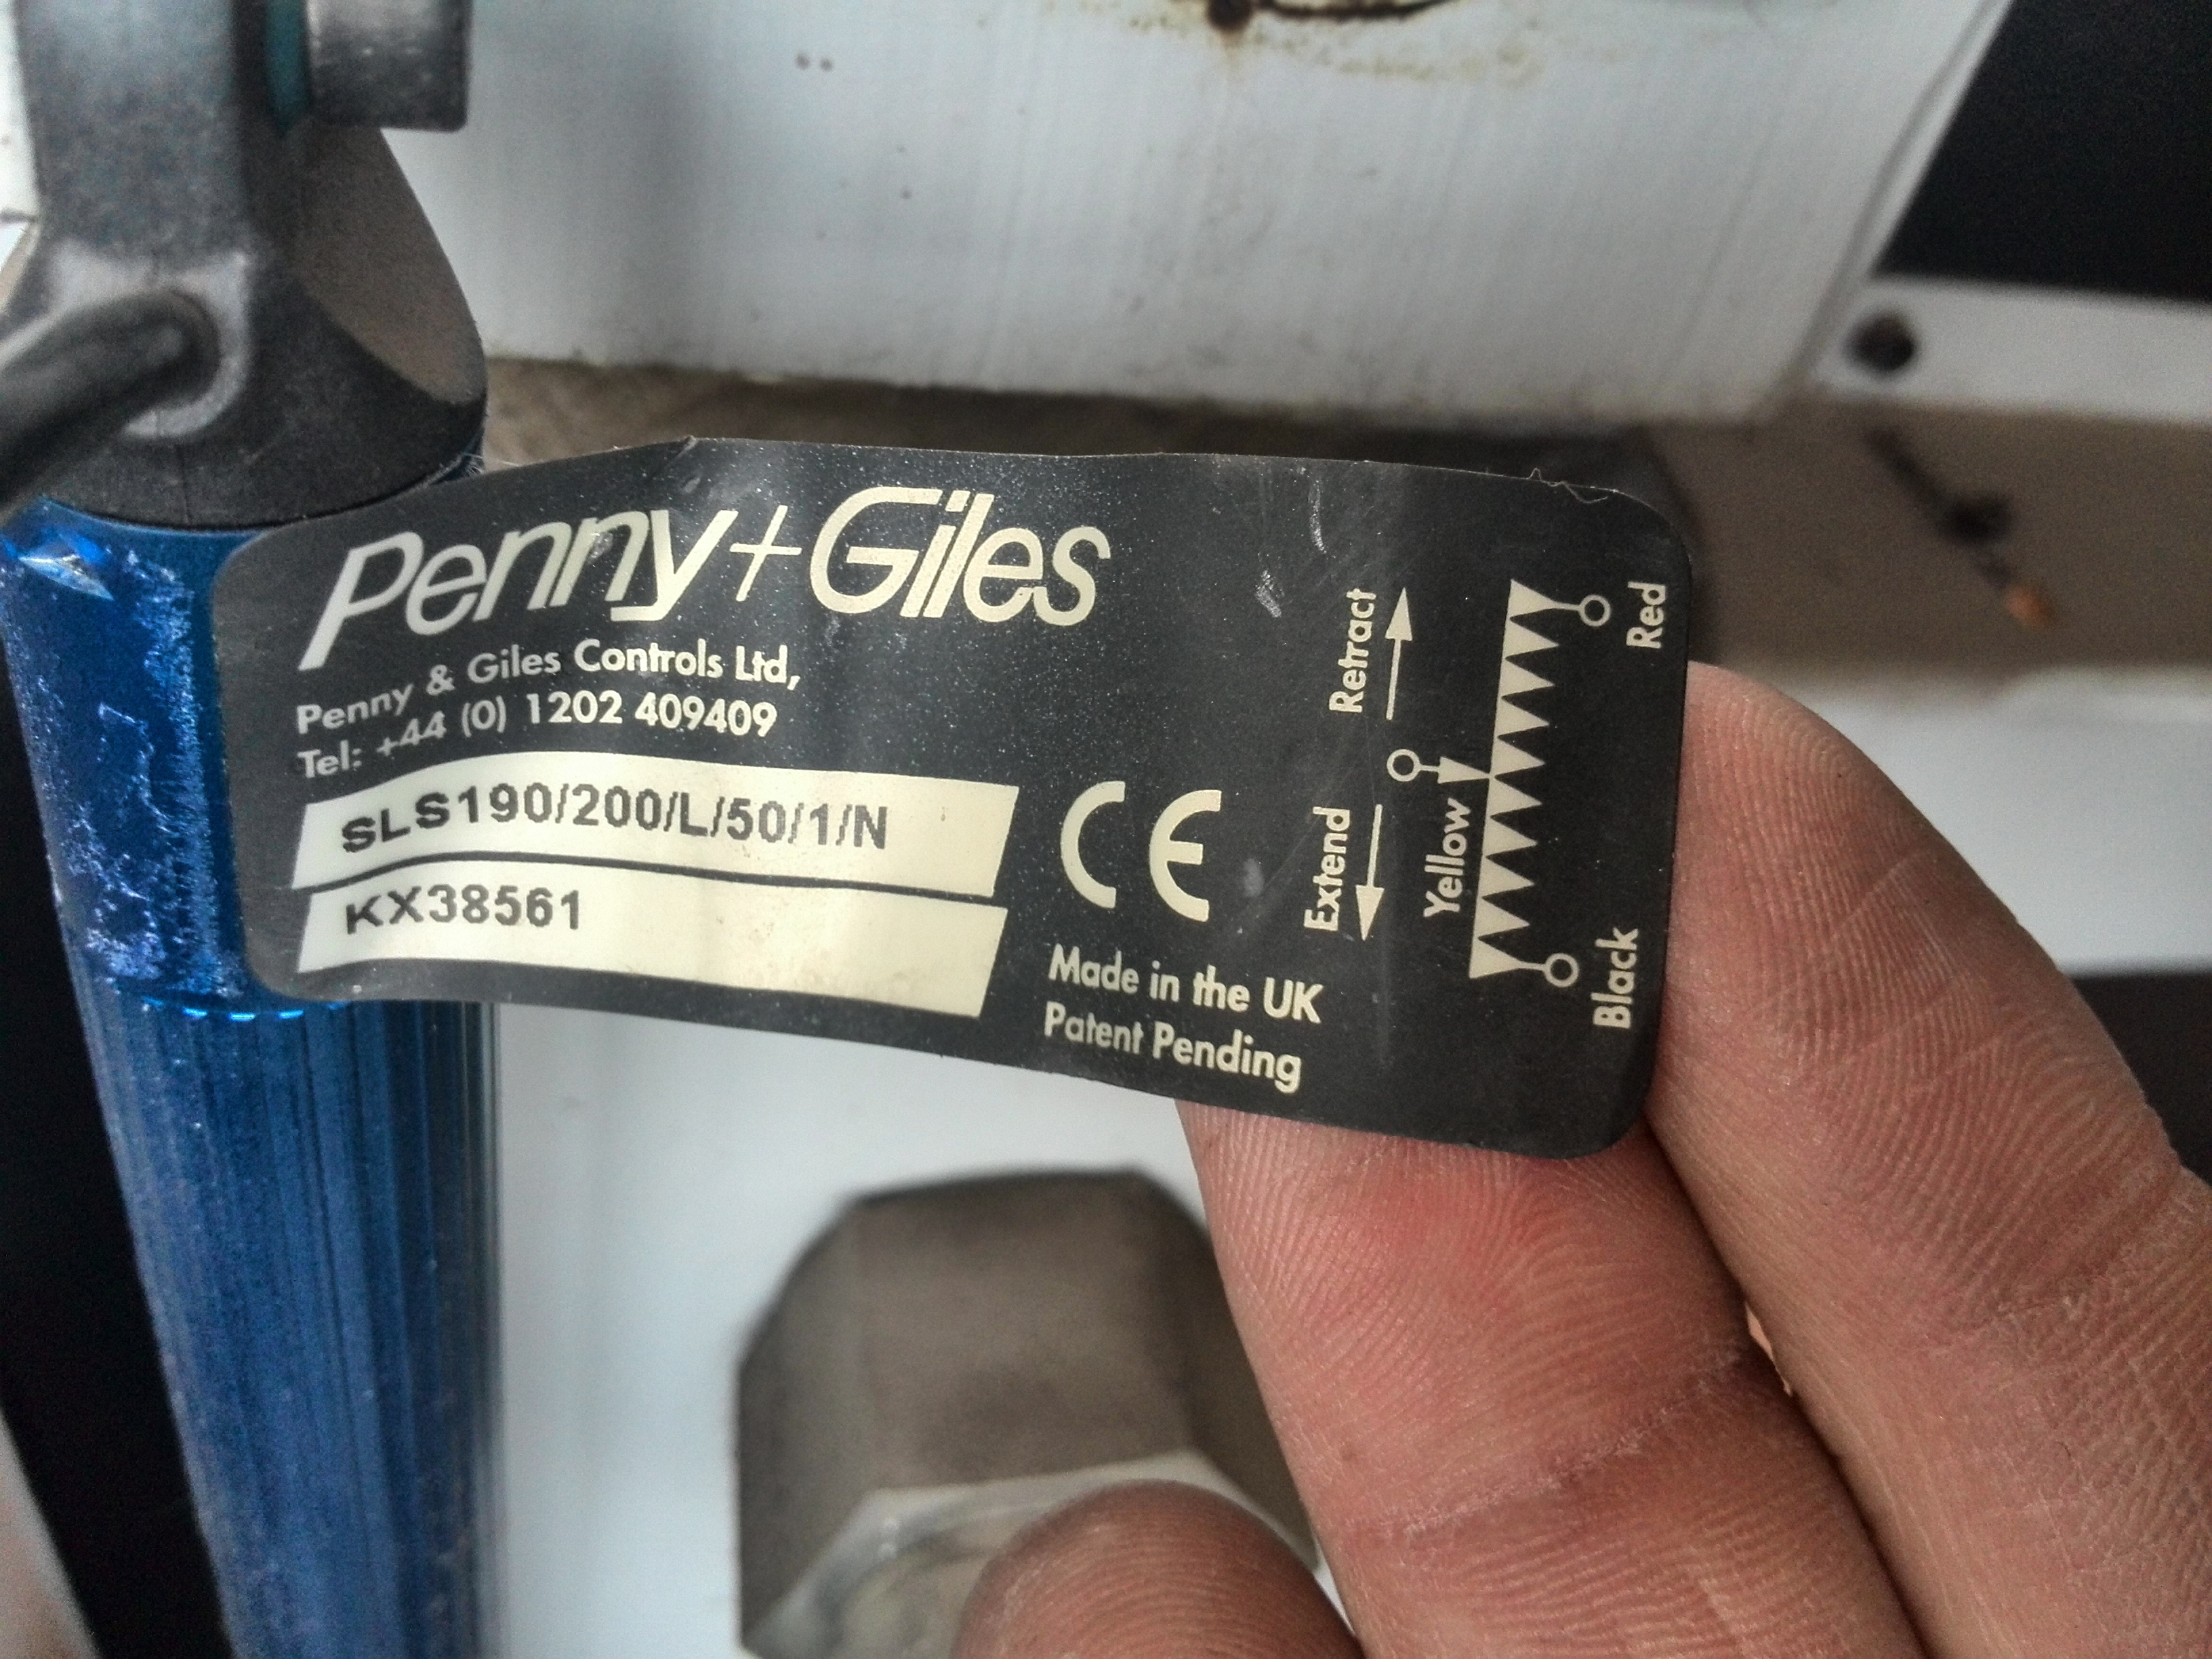 Penny+Giles
Penny & Giles Controls Ltd,
Tel: +44 (0) 1202 409409
SLS190/200/L/50/1/N
KX38561
CE
Made in the UK
Patent Pending
Retract
Extend
Yellow
Red
Black